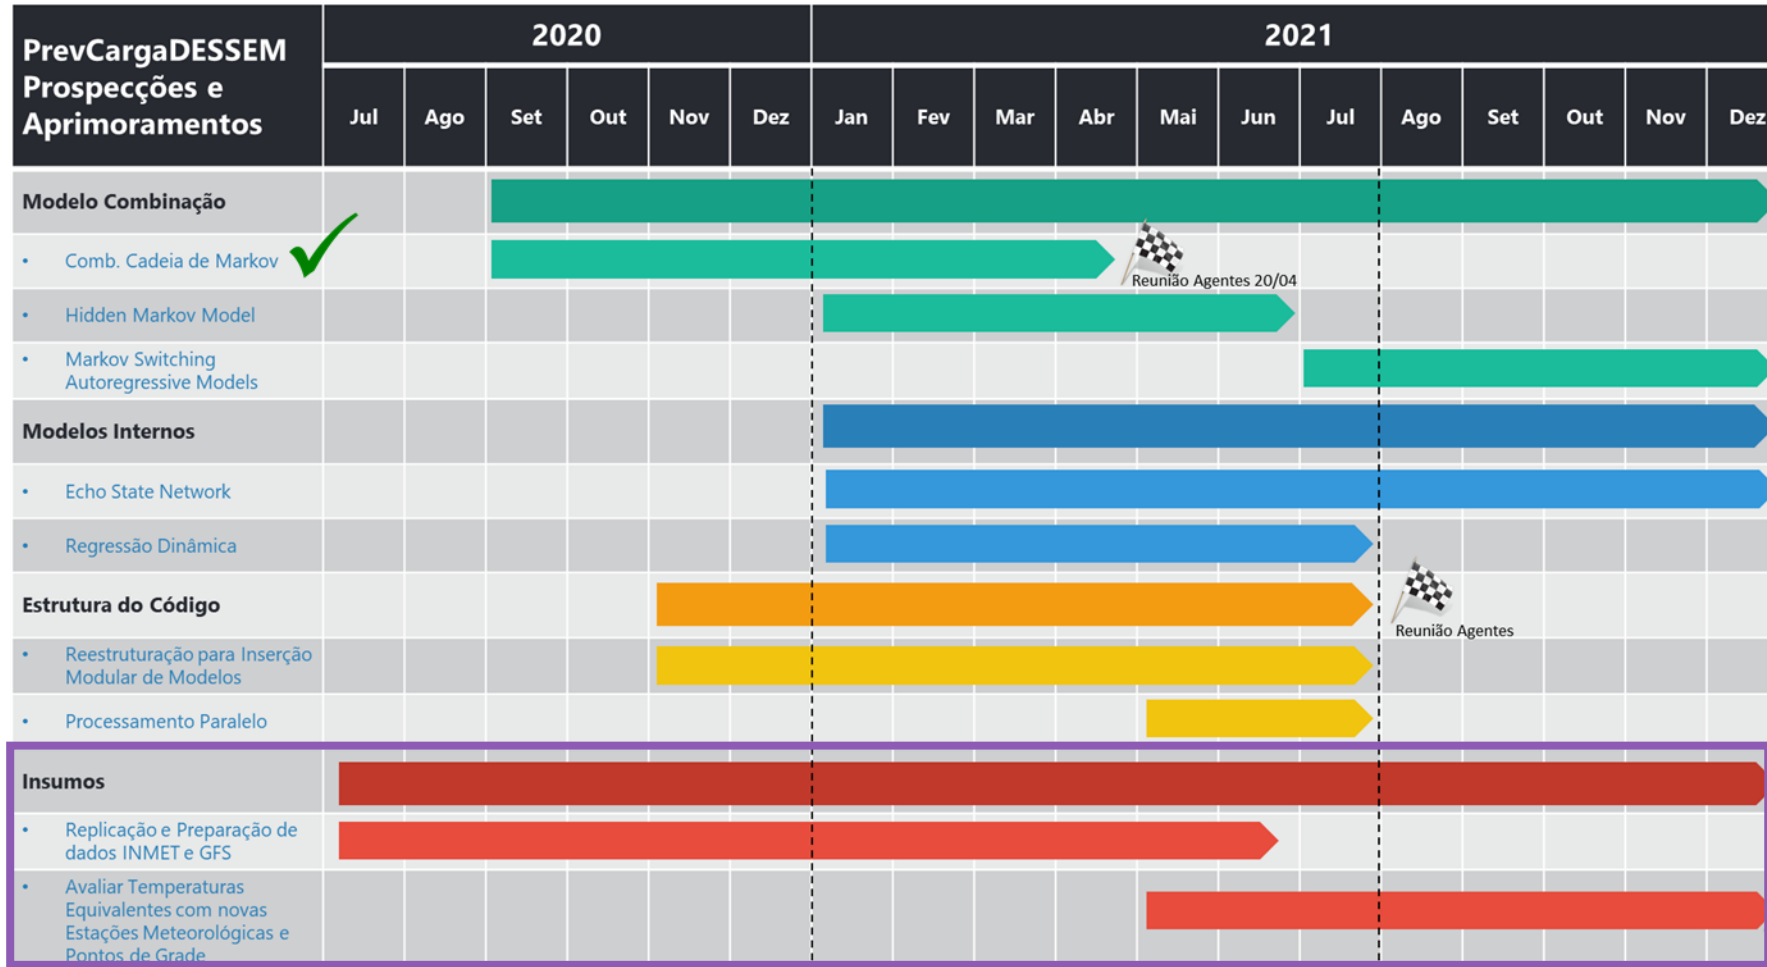 PrevCargaDESSEM
Prospecções e
Aprimoramentos
2020
2021
Jul
Ago
Set
Out
Nov
Dez
Jan
Fev
Mar
Abr
Mai
Jun
Jul
Ago
Set
Out
Nov
Dez
Modelo Combinação
• Comb. Cadeia de Markov
Reunião Agentes 20/04
• Hidden Markov Model
• Markov Switching
Autoregressive Models
Modelos Internos
• Echo State Network
• Regressão Dinâmica
Estrutura do Código
Reunião Agentes
• Reestruturação para Inserção
Modular de Modelos
• Processamento Paralelo
Insumos
• Replicação e Preparação de
dados INMET e GFS
• Avaliar Temperaturas
Equivalentes com novas
Estações Meteorológicas e
Pontos de Grade